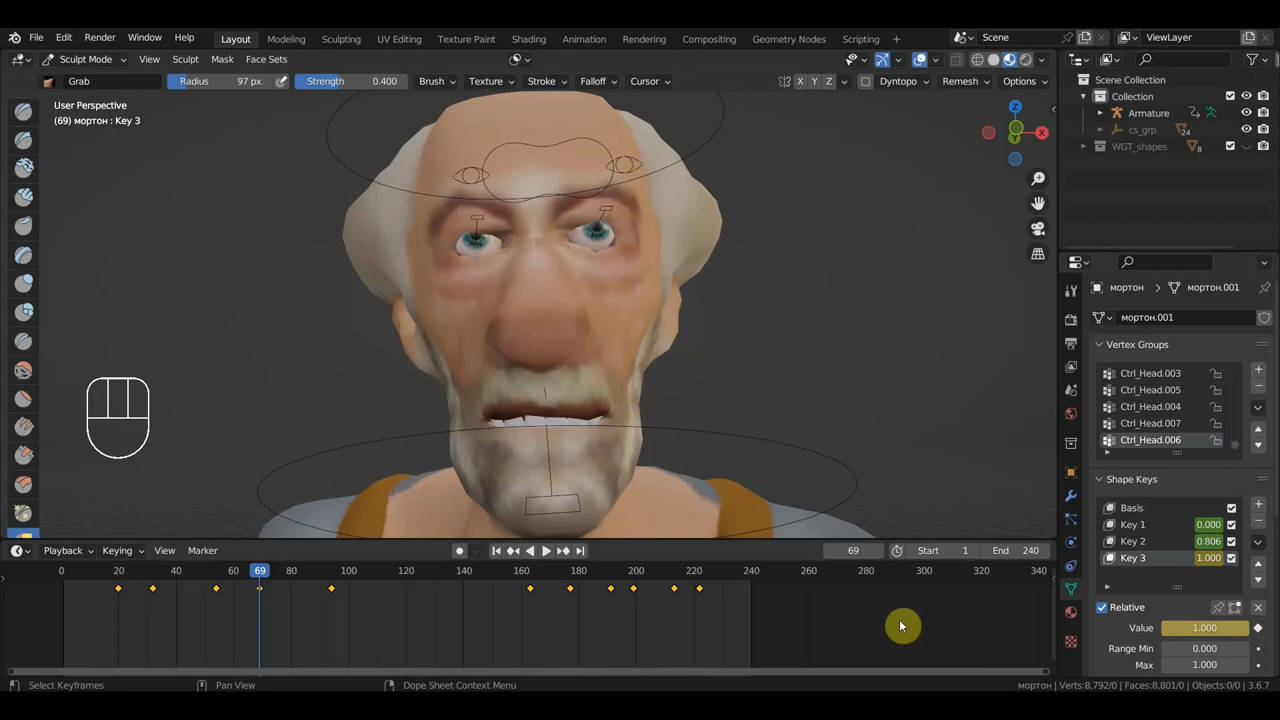 File Edit Render Window Help Layout Modeling Sculpting UV Editing Texture Paint Shading Animation Rendering Compositing Geometry Nodes Scripting + Scene ViewLayer
Sculpt Mode View Sculpt Mask Face Sets
Grab Radius 97 px Strength 0.400 Brush Texture Stroke Falloff Cursor X Y Z Dyntopo Remesh Options
User Perspective
(69) мортон : Key 3
Z
X
Y
Scene Collection
Collection
Armature
cs_grp 24
WGT_shapes 8
мортон > мортон.001
мортон.001
Vertex Groups
Ctrl_Head.003
Ctrl_Head.005
Ctrl_Head.004
Ctrl_Head.007
Ctrl_Head.006
Shape Keys
Basis
Key 1 0.000
Key 2 0.806
Key 3 1.000
Relative
Value 1.000
Range Min 0.000
Max 1.000
Playback Keying View Marker 69 Start 1 End 240
0 20 40 69 80 100 120 140 160 180 200 220 240 260 280 300 320 340
Select Keyframes Pan View Dope Sheet Context Menu мортон | Verts:8,792/0 | Faces:8,801/0 | Objects:0/0 | 3.6.7